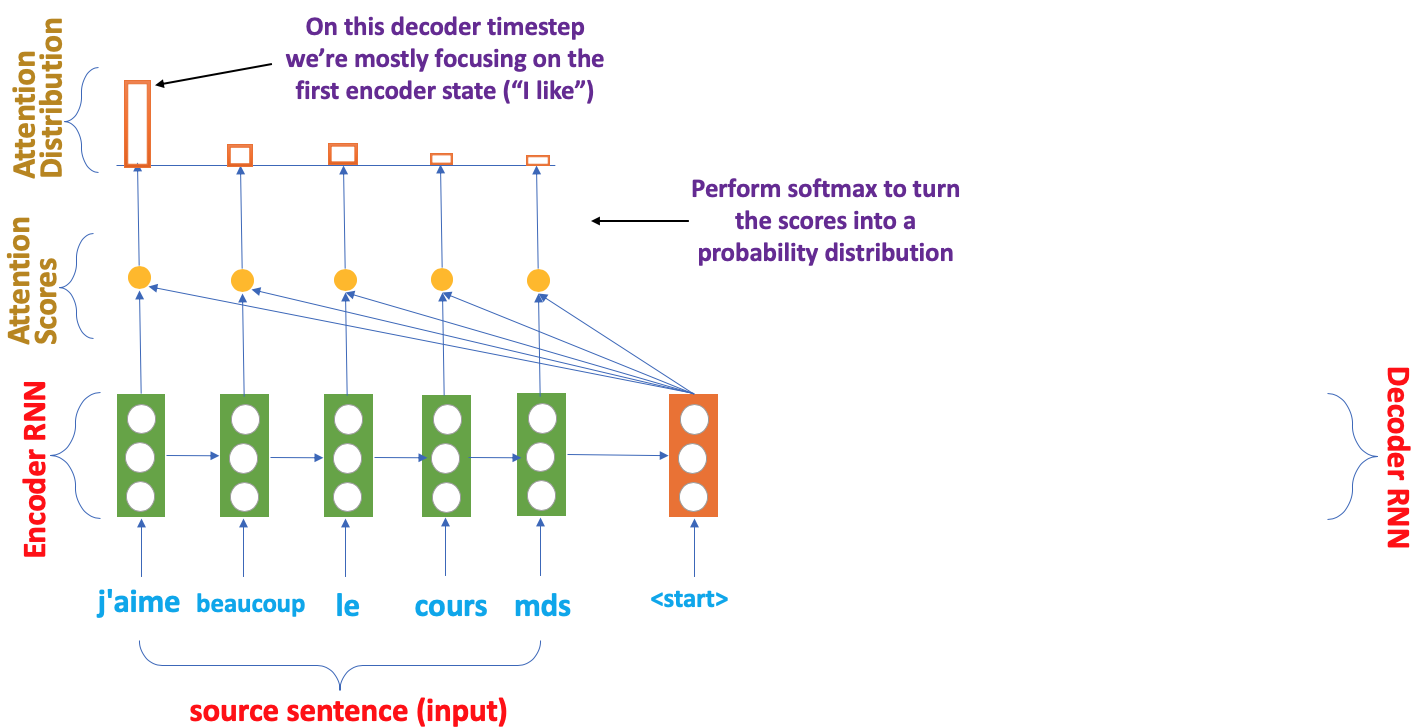 On this decoder timestep
we’re mostly focusing on the
first encoder state (“I like”)
Attention
Distribution
Perform softmax to turn
the scores into a
probability distribution
Attention
Scores
Encoder RNN
Decoder RNN
j'aime beaucoup le cours mds <start>
source sentence (input)